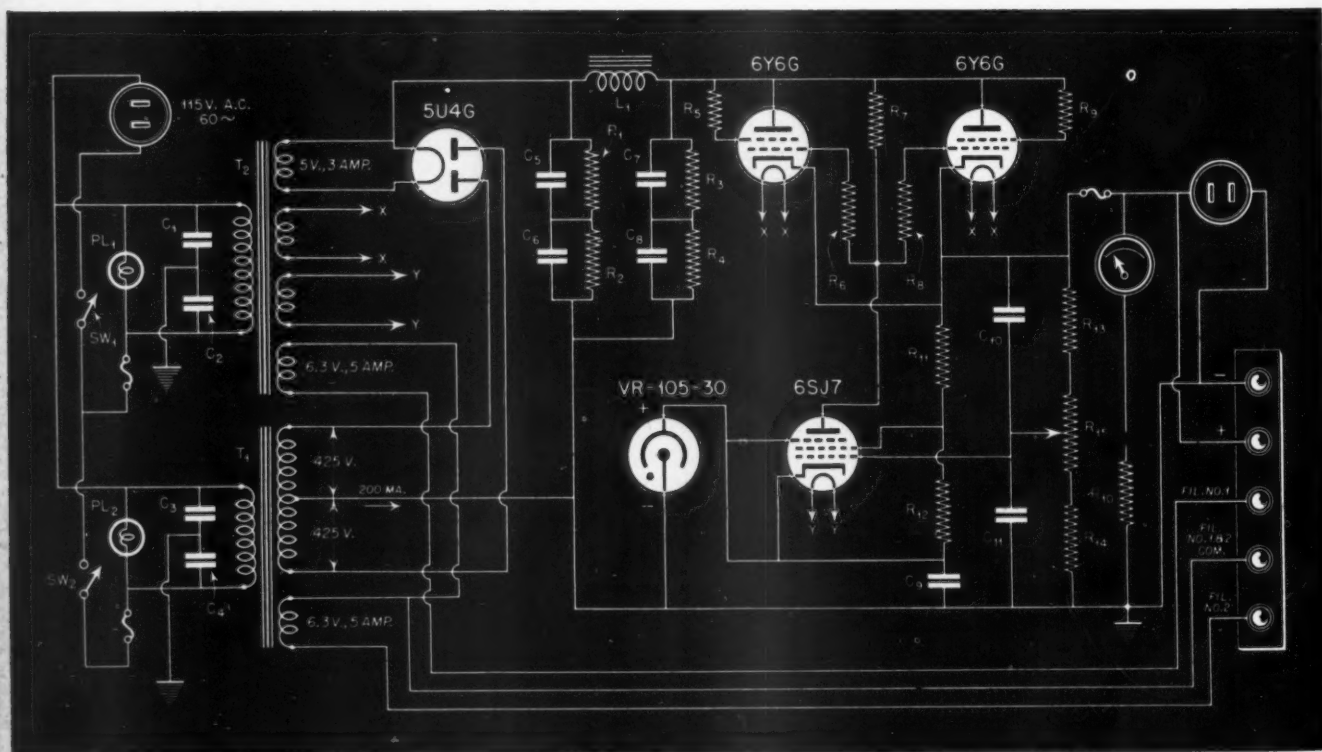 115V. A.C.
60~
T₂
5V., 3 AMP.
5U4G
L₁
6Y6G
6Y6G
R₅
R₇
R₉
C₅
R₁
C₇
R₃
C₆
R₂
C₈
R₄
X
X
Y
Y
PL₁
C₁
C₂
SW₁
6.3 V., 5 AMP.
X X
X X
R₆
R₈
R₁₁
C₁₀
R₁₃
VR-105-30
+
−
6SJ7
Y Y
R₁₂
C₉
C₁₁
R₁₄
R₁₀
T₁
425 V.
200 MA.
425 V.
PL₂
C₃
C₄
SW₂
6.3 V., 5 AMP.
−
+
FIL. NO.1
FIL.
NO.1&2
COM.
FIL.
NO.2